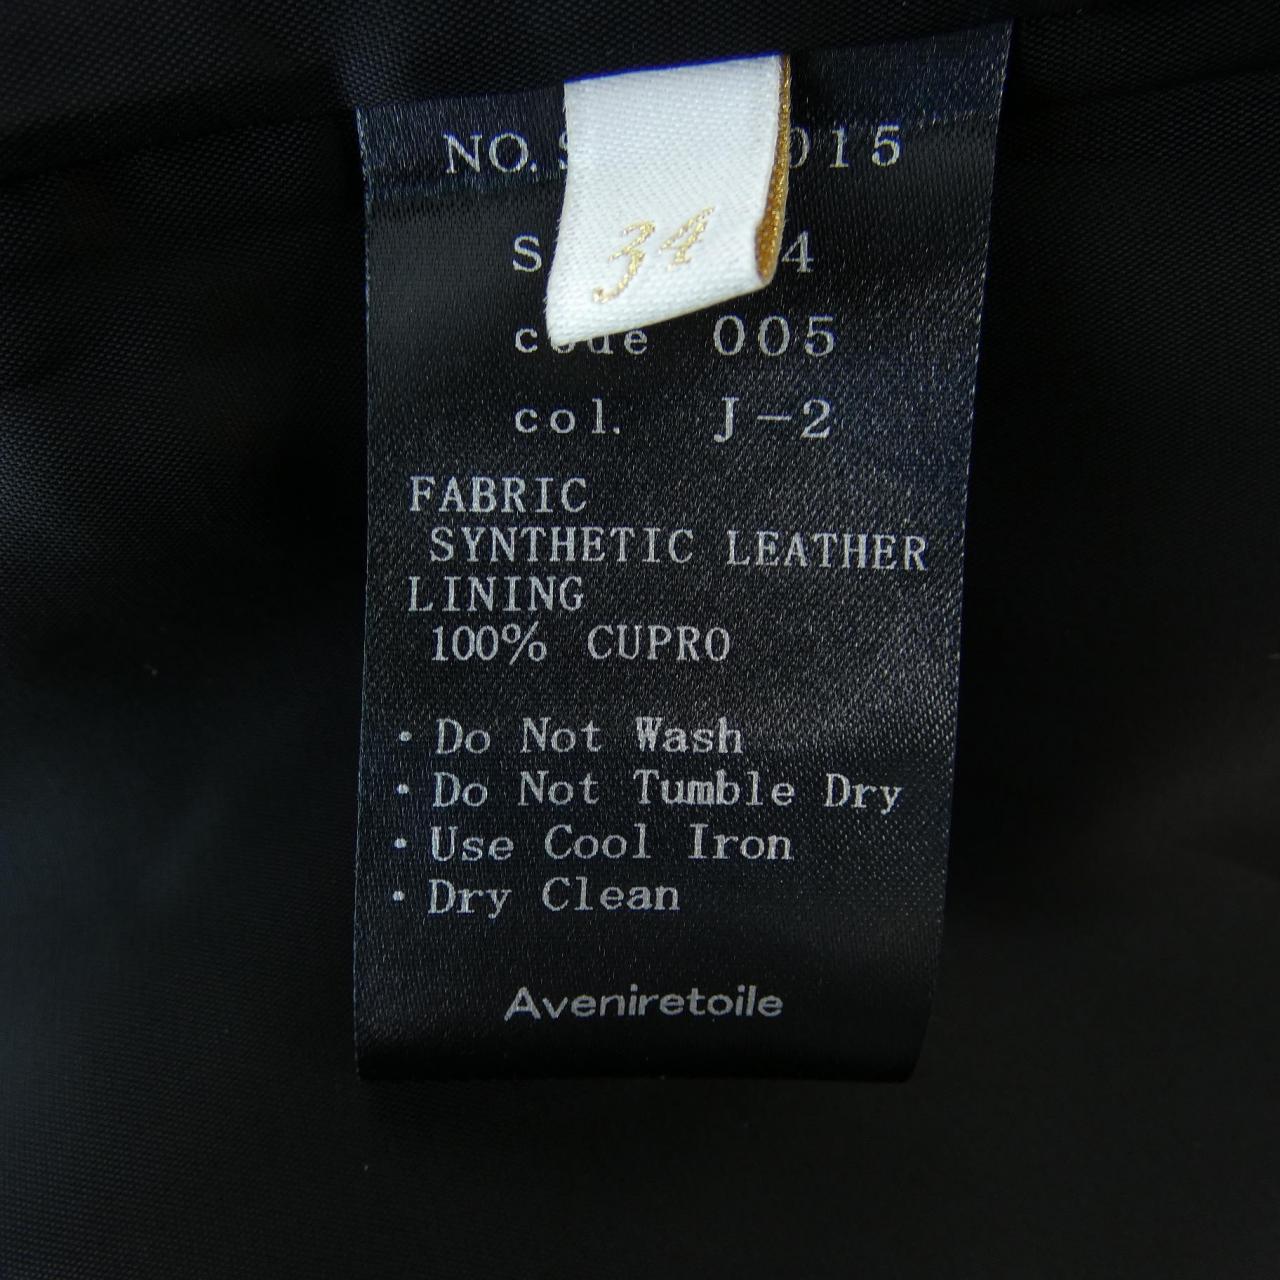 NO. 015
34
4
code 005
col. J-2
FABRIC
SYNTHETIC LEATHER
LINING
100% CUPRO
・Do Not Wash
・Do Not Tumble Dry
・Use Cool Iron
・Dry Clean
Aveniretoile